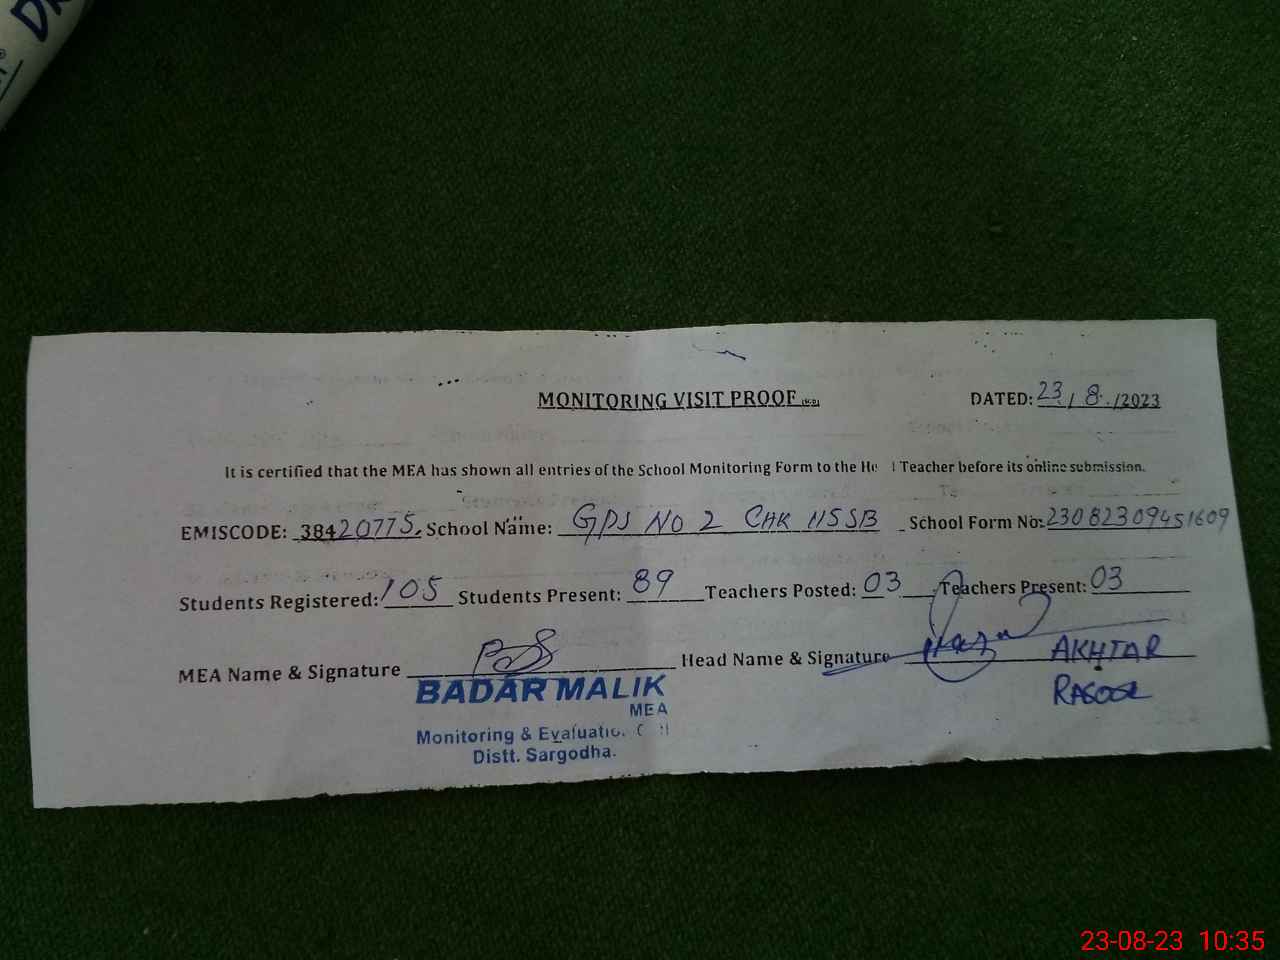 MONITORING VISIT PROOF
DATED: 23/8/2023
It is certified that the MEA has shown all entries of the School Monitoring Form to the Teacher before its online submission.
EMISCODE: 38420775, School Name: GPS NO 2 CHK 115SB School Form No: 23082309451609
Students Registered: 105 Students Present: 89 Teachers Posted: 03 Teachers Present: 03
MEA Name & Signature Head Name & Signature AKHTAR
BADAR MALIK RASOOL
MEA
Monitoring &
Distt. Sargodha.
23-08-23 10:35